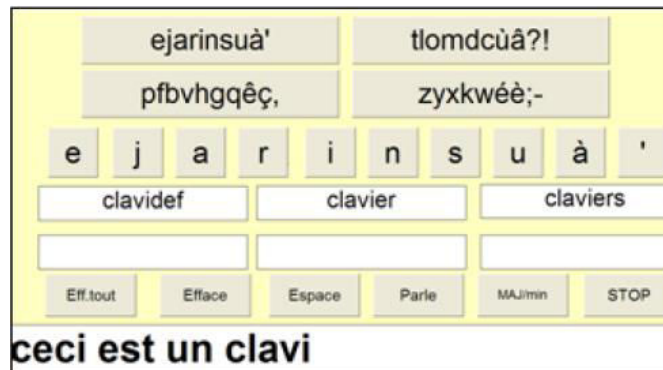 ejarinsuà' tlomdcùâ?!
pfbvhgqêç, zyxkwéè;-
e j a r i n s u à '
clavidef clavier claviers
Eff.tout Efface Espace Parle MAJ/min STOP
ceci est un clavi